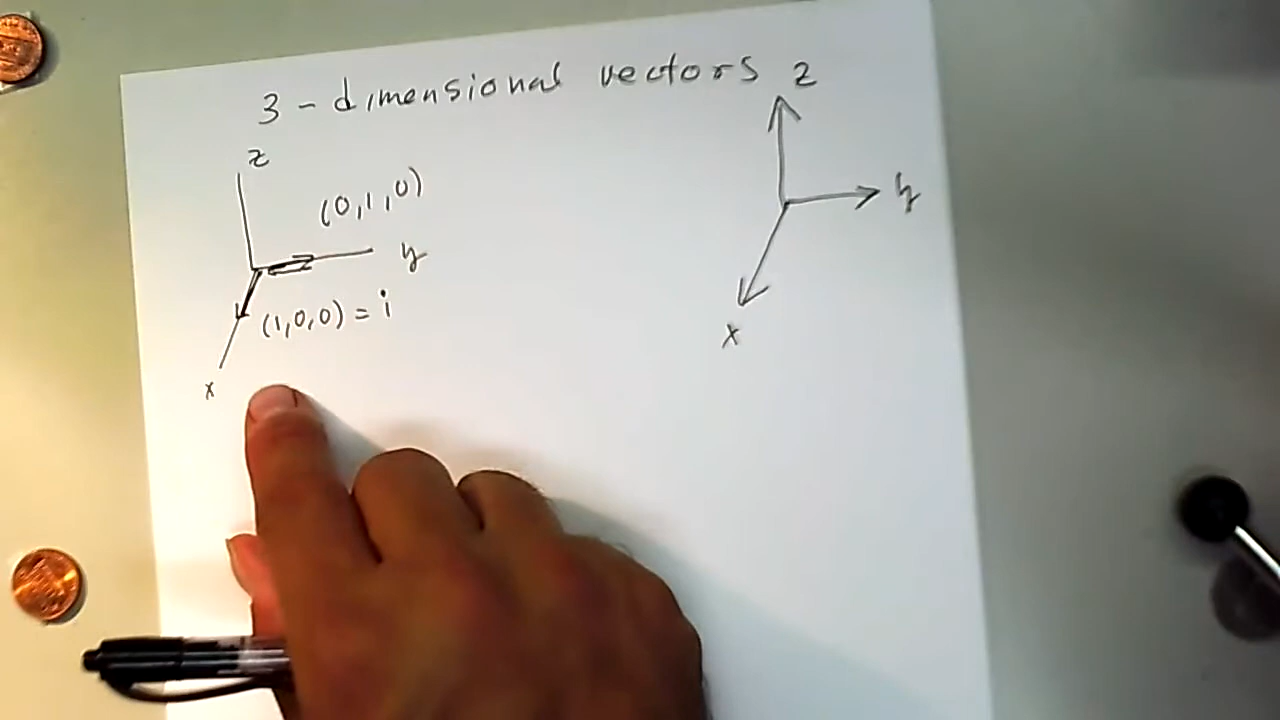 3 - dimensional vectors
z
z
(0,1,0)
y
y
(1,0,0) = i
x
x